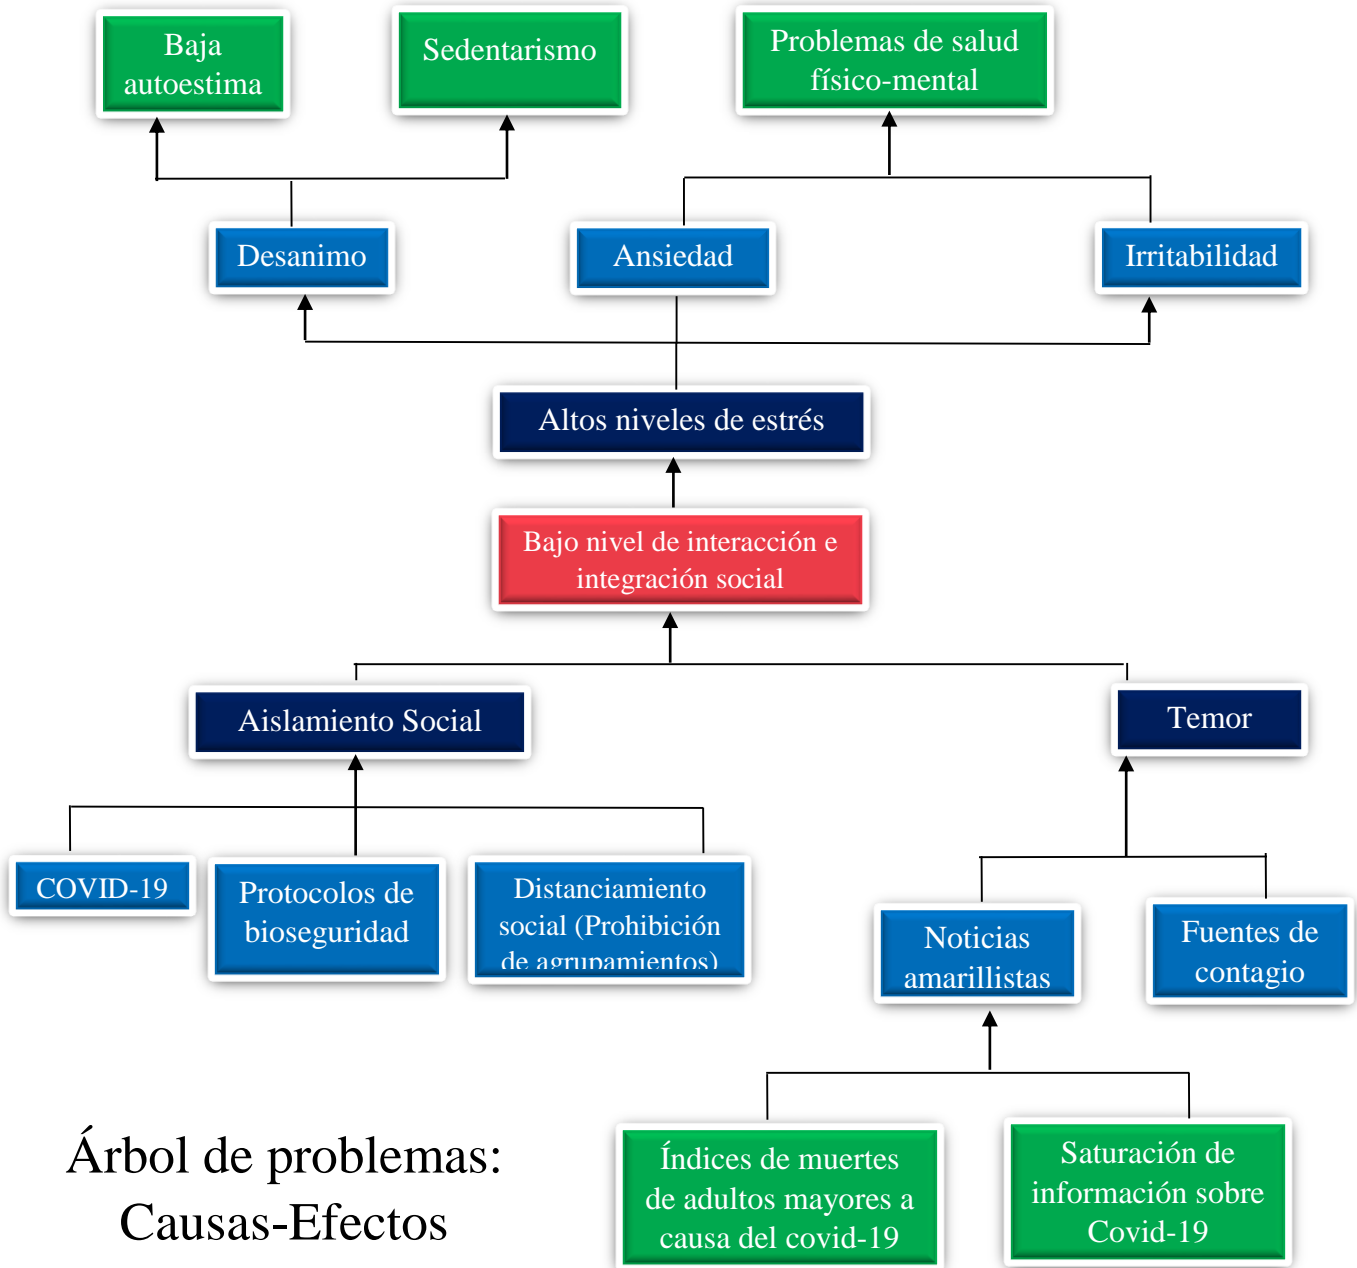 Baja
autoestima
Sedentarismo
Problemas de salud
físico-mental
Desanimo
Ansiedad
Irritabilidad
Altos niveles de estrés
Bajo nivel de interacción e
integración social
Aislamiento Social
Temor
COVID-19
Protocolos de
bioseguridad
Distanciamiento
social (Prohibición
de agrupamientos)
Noticias
amarillistas
Fuentes de
contagio
Índices de muertes
de adultos mayores a
causa del covid-19
Saturación de
información sobre
Covid-19
Árbol de problemas:
Causas-Efectos